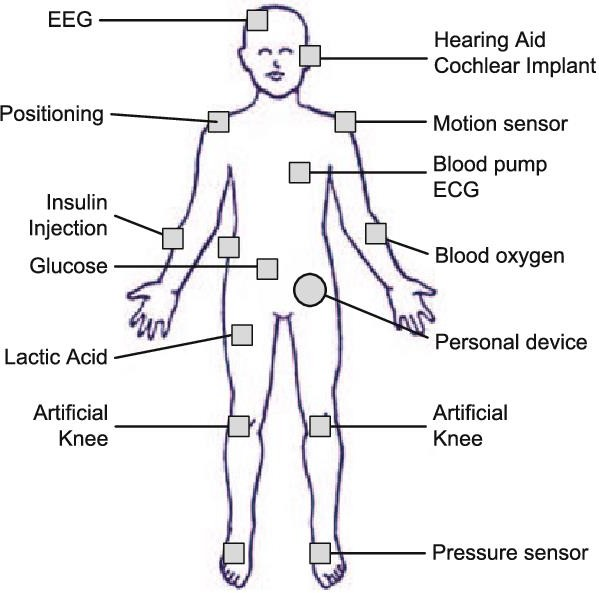 EEG
Hearing Aid
Cochlear Implant
Positioning
Motion sensor
Blood pump
ECG
Insulin
Injection
Blood oxygen
Glucose
Personal device
Lactic Acid
Artificial
Knee
Artificial
Knee
Pressure sensor